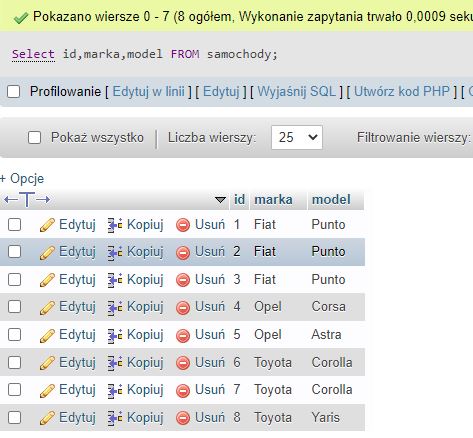 Pokazano wiersze 0 - 7 (8 ogółem, Wykonanie zapytania trwało 0,0009 seku
Select id,marka,model FROM samochody;
Profilowanie [ Edytuj w linii ] [ Edytuj ] [ Wyjaśnij SQL ] [ Utwórz kod PHP ] [
Pokaż wszystko Liczba wierszy: 25 Filtrowanie wierszy:
+ Opcje
←T→ id marka model
Edytuj Kopiuj Usuń 1 Fiat Punto
Edytuj Kopiuj Usuń 2 Fiat Punto
Edytuj Kopiuj Usuń 3 Fiat Punto
Edytuj Kopiuj Usuń 4 Opel Corsa
Edytuj Kopiuj Usuń 5 Opel Astra
Edytuj Kopiuj Usuń 6 Toyota Corolla
Edytuj Kopiuj Usuń 7 Toyota Corolla
Edytuj Kopiuj Usuń 8 Toyota Yaris